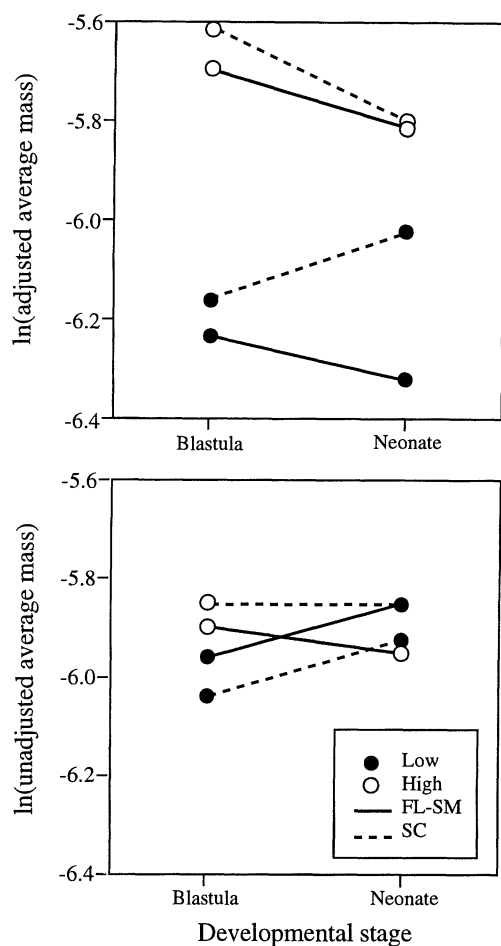 ln(adjusted average mass)
-5.6
-5.8
-6.0
-6.2
-6.4
Blastula Neonate
ln(unadjusted average mass)
-5.6
-5.8
-6.0
-6.2
-6.4
Low
High
FL-SM
SC
Blastula Neonate
Developmental stage